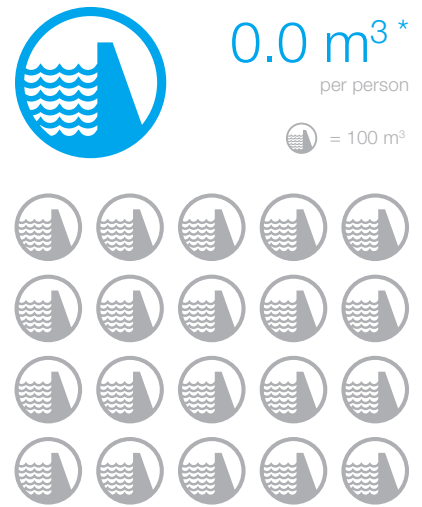 0.0 m³ *
per person
= 100 m³